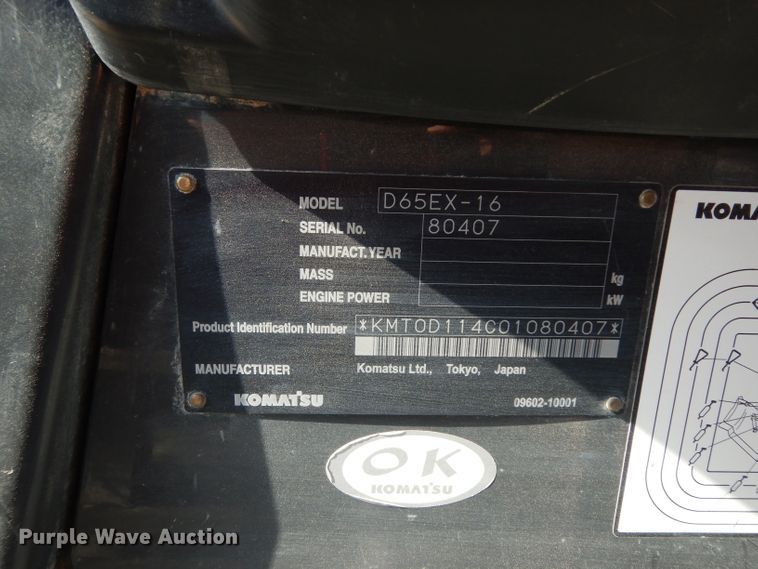 MODEL D65EX-16
SERIAL No. 80407
MANUFACT.YEAR
MASS kg
ENGINE POWER kW
Product Identification Number *KMT0D114C01080407*
MANUFACTURER Komatsu Ltd., Tokyo, Japan
KOMATSU 09602-10001
OK
KOMATSU
KOMA
Purple Wave Auction